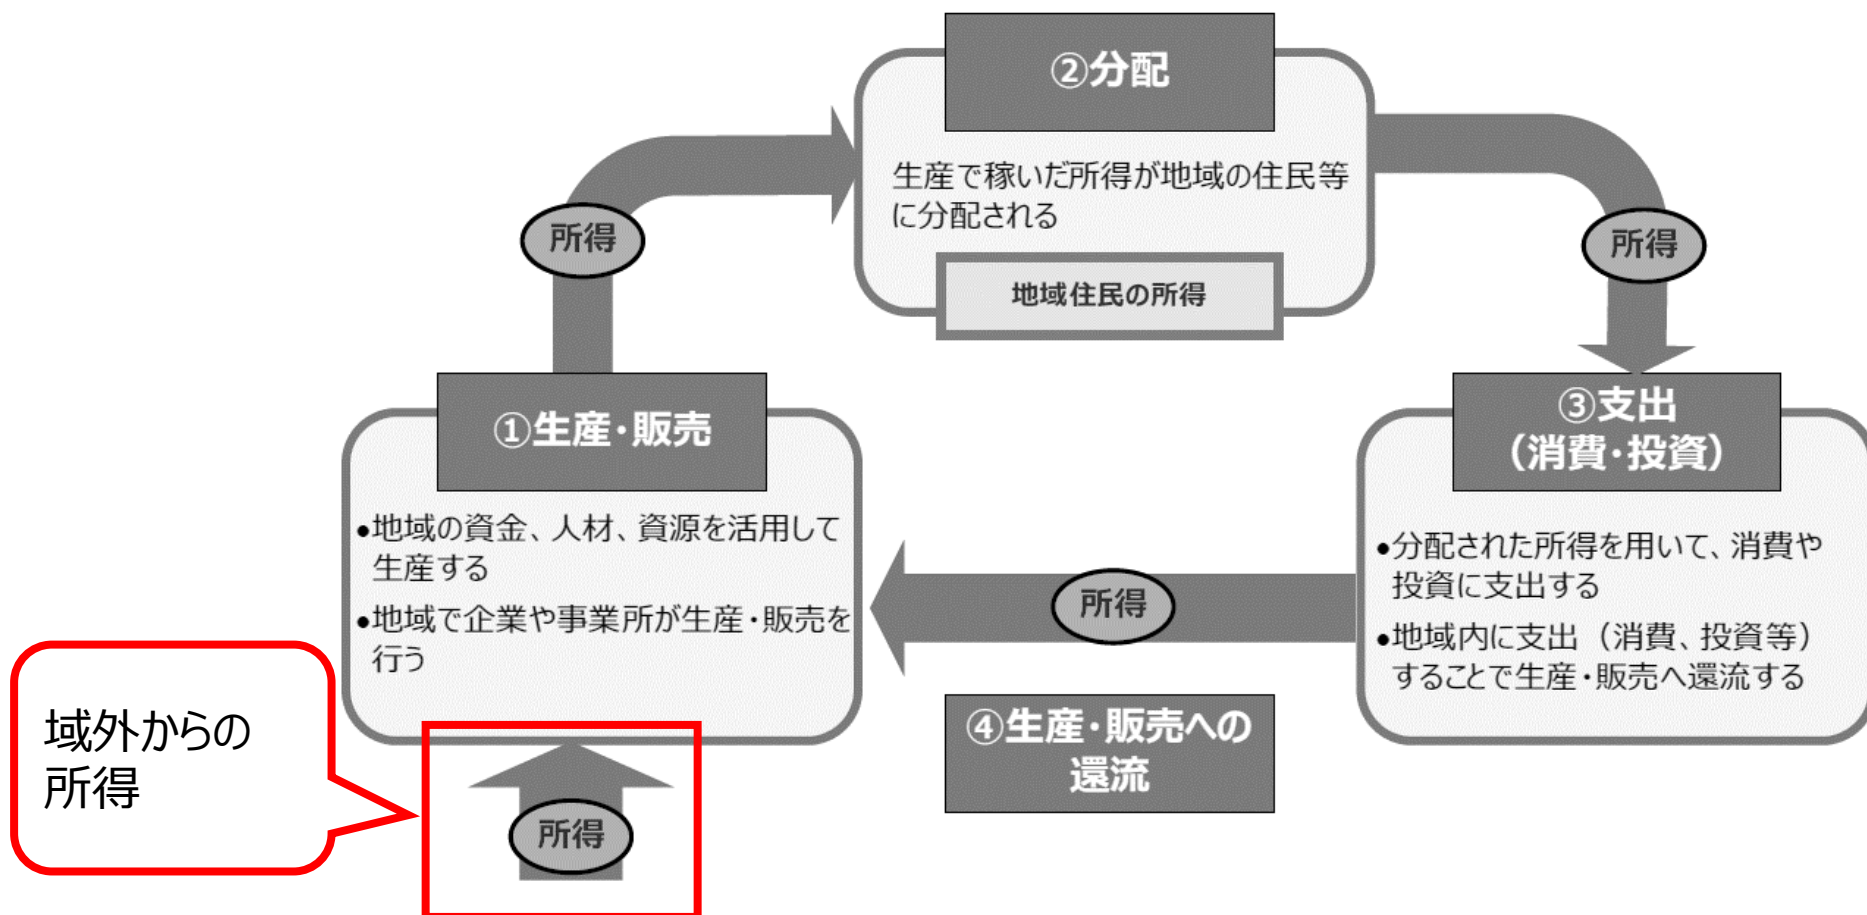 ②分配
生産で稼いだ所得が地域の住民等
に分配される
地域住民の所得
所得
所得
①生産・販売
●地域の資金、人材、資源を活用して
生産する
●地域で企業や事業所が生産・販売を
行う
③支出
（消費・投資）
●分配された所得を用いて、消費や
投資に支出する
●地域内に支出（消費、投資等）
することで生産・販売へ還流する
所得
④生産・販売への
還流
域外からの
所得
所得